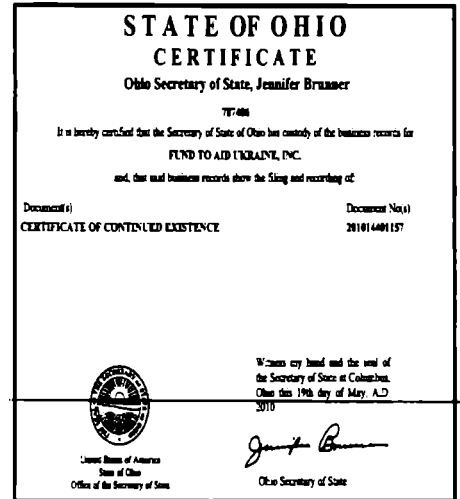 STATE OF OHIO
CERTIFICATE
Ohio Secretary of State, Jennifer Brunner
787486
It is hereby certified that the Secretary of State of Ohio has custody of the business records for
FUND TO AID UKRAINE, INC.
and, that said business records show the filing and recording of:
Document(s) Document No(s)
CERTIFICATE OF CONTINUED EXISTENCE 201014401157
Witness my hand and the seal of
the Secretary of State at Columbus,
Ohio this 19th day of May, A.D
2010
United States of America
State of Ohio
Office of the Secretary of State
Ohio Secretary of State